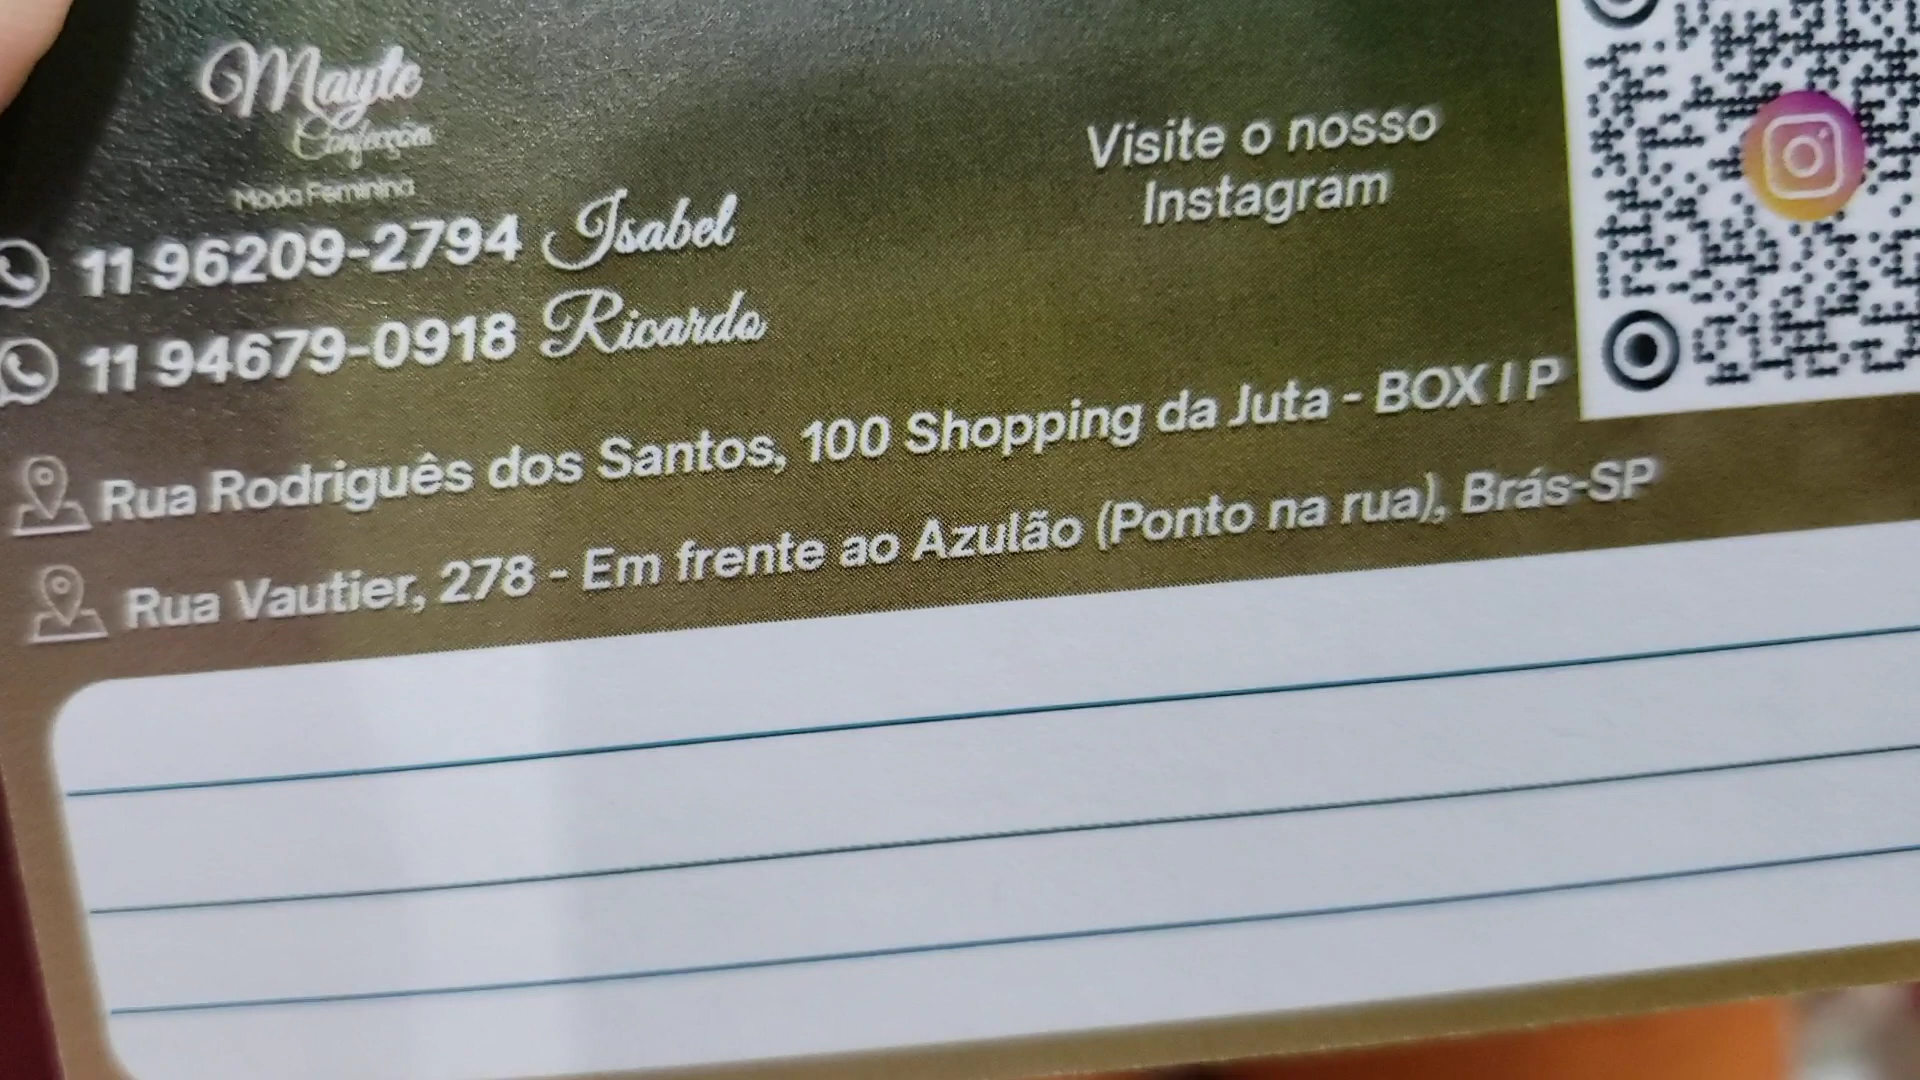 Mayte
Confecções
Moda Feminina
11 96209-2794 Isabel
11 94679-0918 Ricardo
Visite o nosso
Instagram
Rua Rodriguês dos Santos, 100 Shopping da Juta - BOX I P
Rua Vautier, 278 - Em frente ao Azulão (Ponto na rua), Brás-SP